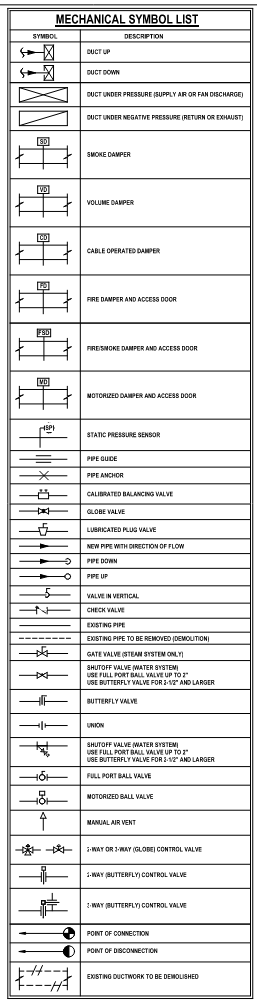 MECHANICAL SYMBOL LIST
SYMBOL DESCRIPTION
DUCT UP
DUCT DOWN
DUCT UNDER PRESSURE (SUPPLY AIR OR FAN DISCHARGE)
DUCT UNDER NEGATIVE PRESSURE (RETURN OR EXHAUST)
SD
SMOKE DAMPER
VD
VOLUME DAMPER
CD
CABLE OPERATED DAMPER
FD
FIRE DAMPER AND ACCESS DOOR
FSD
FIRE/SMOKE DAMPER AND ACCESS DOOR
MD
MOTORIZED DAMPER AND ACCESS DOOR
SP
STATIC PRESSURE SENSOR
PIPE GUIDE
PIPE ANCHOR
CALIBRATED BALANCING VALVE
GLOBE VALVE
LUBRICATED PLUG VALVE
NEW PIPE WITH DIRECTION OF FLOW
PIPE DOWN
PIPE UP
VALVE IN VERTICAL
CHECK VALVE
EXISTING PIPE
EXISTING PIPE TO BE REMOVED (DEMOLITION)
GATE VALVE (STEAM SYSTEM ONLY)
SHUTOFF VALVE (WATER SYSTEM)
USE FULL PORT BALL VALVE UP TO 2"
USE BUTTERFLY VALVE FOR 2-1/2" AND LARGER
BUTTERFLY VALVE
UNION
SHUTOFF VALVE (WATER SYSTEM)
USE FULL PORT BALL VALVE UP TO 2"
USE BUTTERFLY VALVE FOR 2-1/2" AND LARGER
FULL PORT BALL VALVE
MOTORIZED BALL VALVE
MANUAL AIR VENT
2-WAY OR 3-WAY (GLOBE) CONTROL VALVE
2-WAY (BUTTERFLY) CONTROL VALVE
3-WAY (BUTTERFLY) CONTROL VALVE
POINT OF CONNECTION
POINT OF DISCONNECTION
EXISTING DUCTWORK TO BE DEMOLISHED